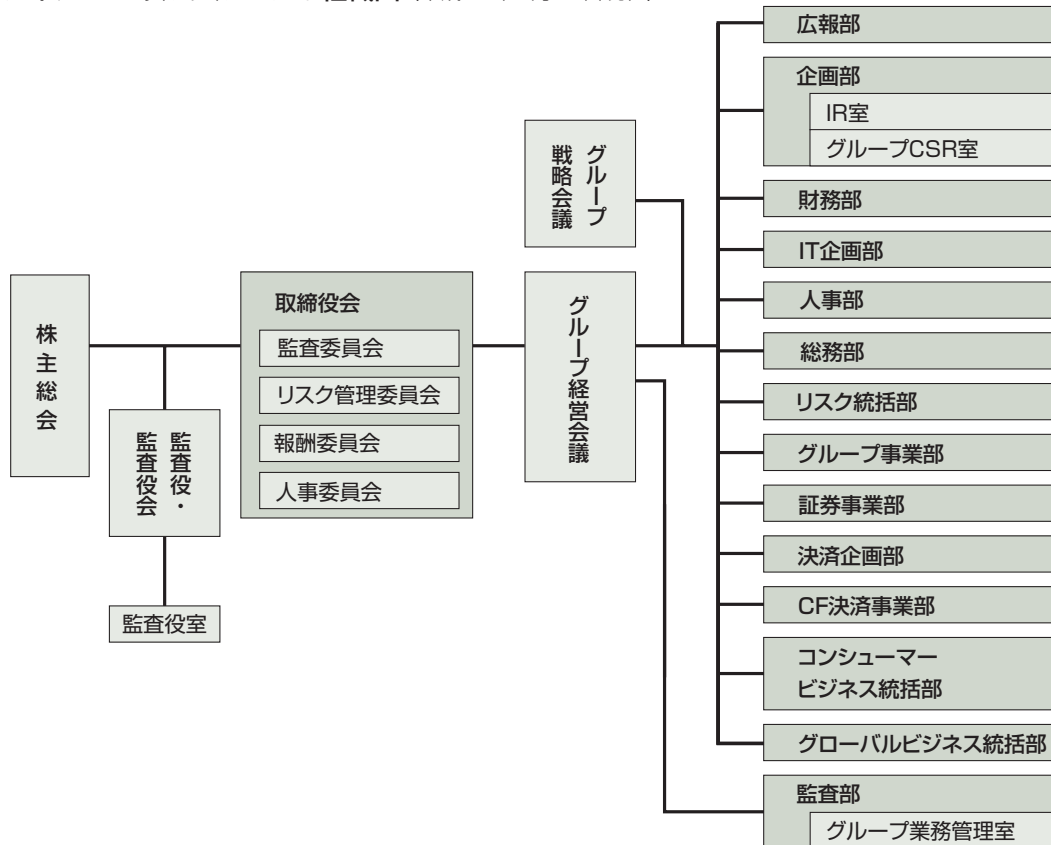 株主総会
監査役・
監査役会
監査役室
取締役会
監査委員会
リスク管理委員会
報酬委員会
人事委員会
グループ
戦略会議
グループ経営会議
広報部
企画部
IR室
グループCSR室
財務部
IT企画部
人事部
総務部
リスク統括部
グループ事業部
証券事業部
決済企画部
CF決済事業部
コンシューマー
ビジネス統括部
グローバルビジネス統括部
監査部
グループ業務管理室